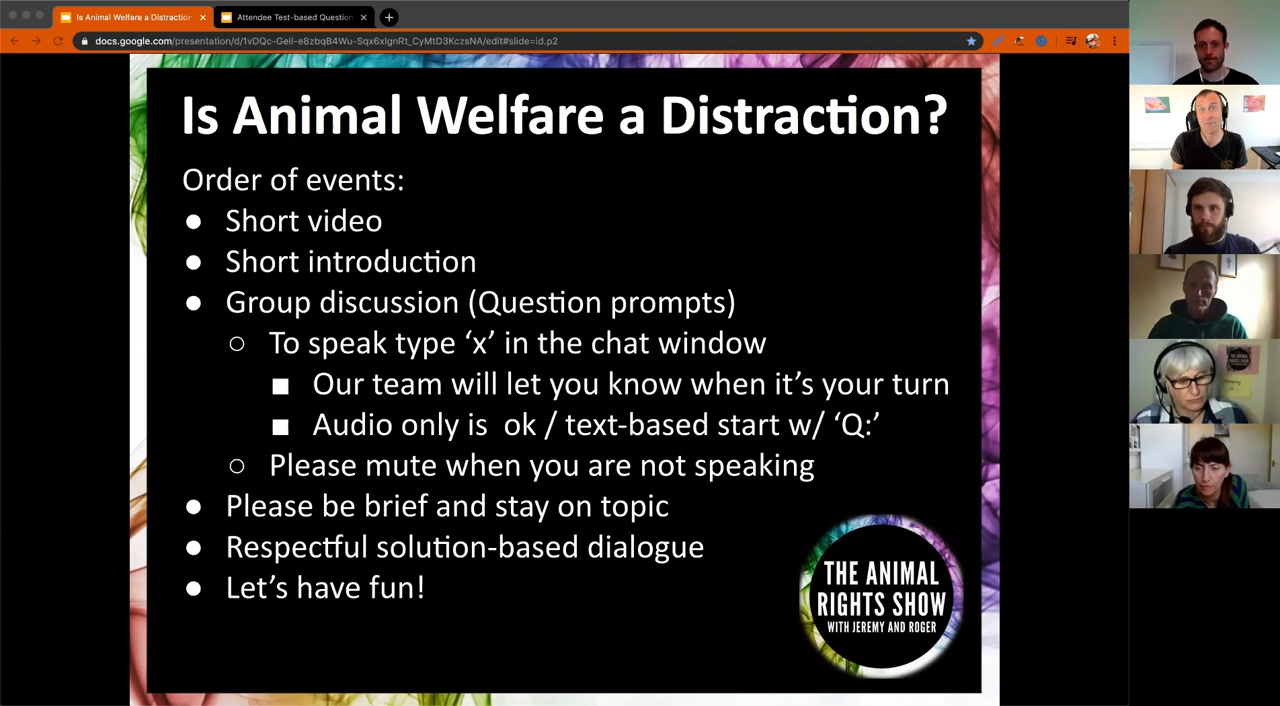 Is Animal Welfare a Distraction
Attendee Test-based Question
docs.google.com/presentation/d/1vDQc-GeIl-e8zbqB4Wu-Sqx6xIgnRt_CyMtD3KczsNA/edit#slide=id.p2
Is Animal Welfare a Distraction?
Order of events:
● Short video
● Short introduction
● Group discussion (Question prompts)
○ To speak type ‘x’ in the chat window
■ Our team will let you know when it’s your turn
■ Audio only is ok / text-based start w/ ‘Q:’
○ Please mute when you are not speaking
● Please be brief and stay on topic
● Respectful solution-based dialogue
● Let’s have fun!
THE ANIMAL
RIGHTS SHOW
WITH JEREMY AND ROGER